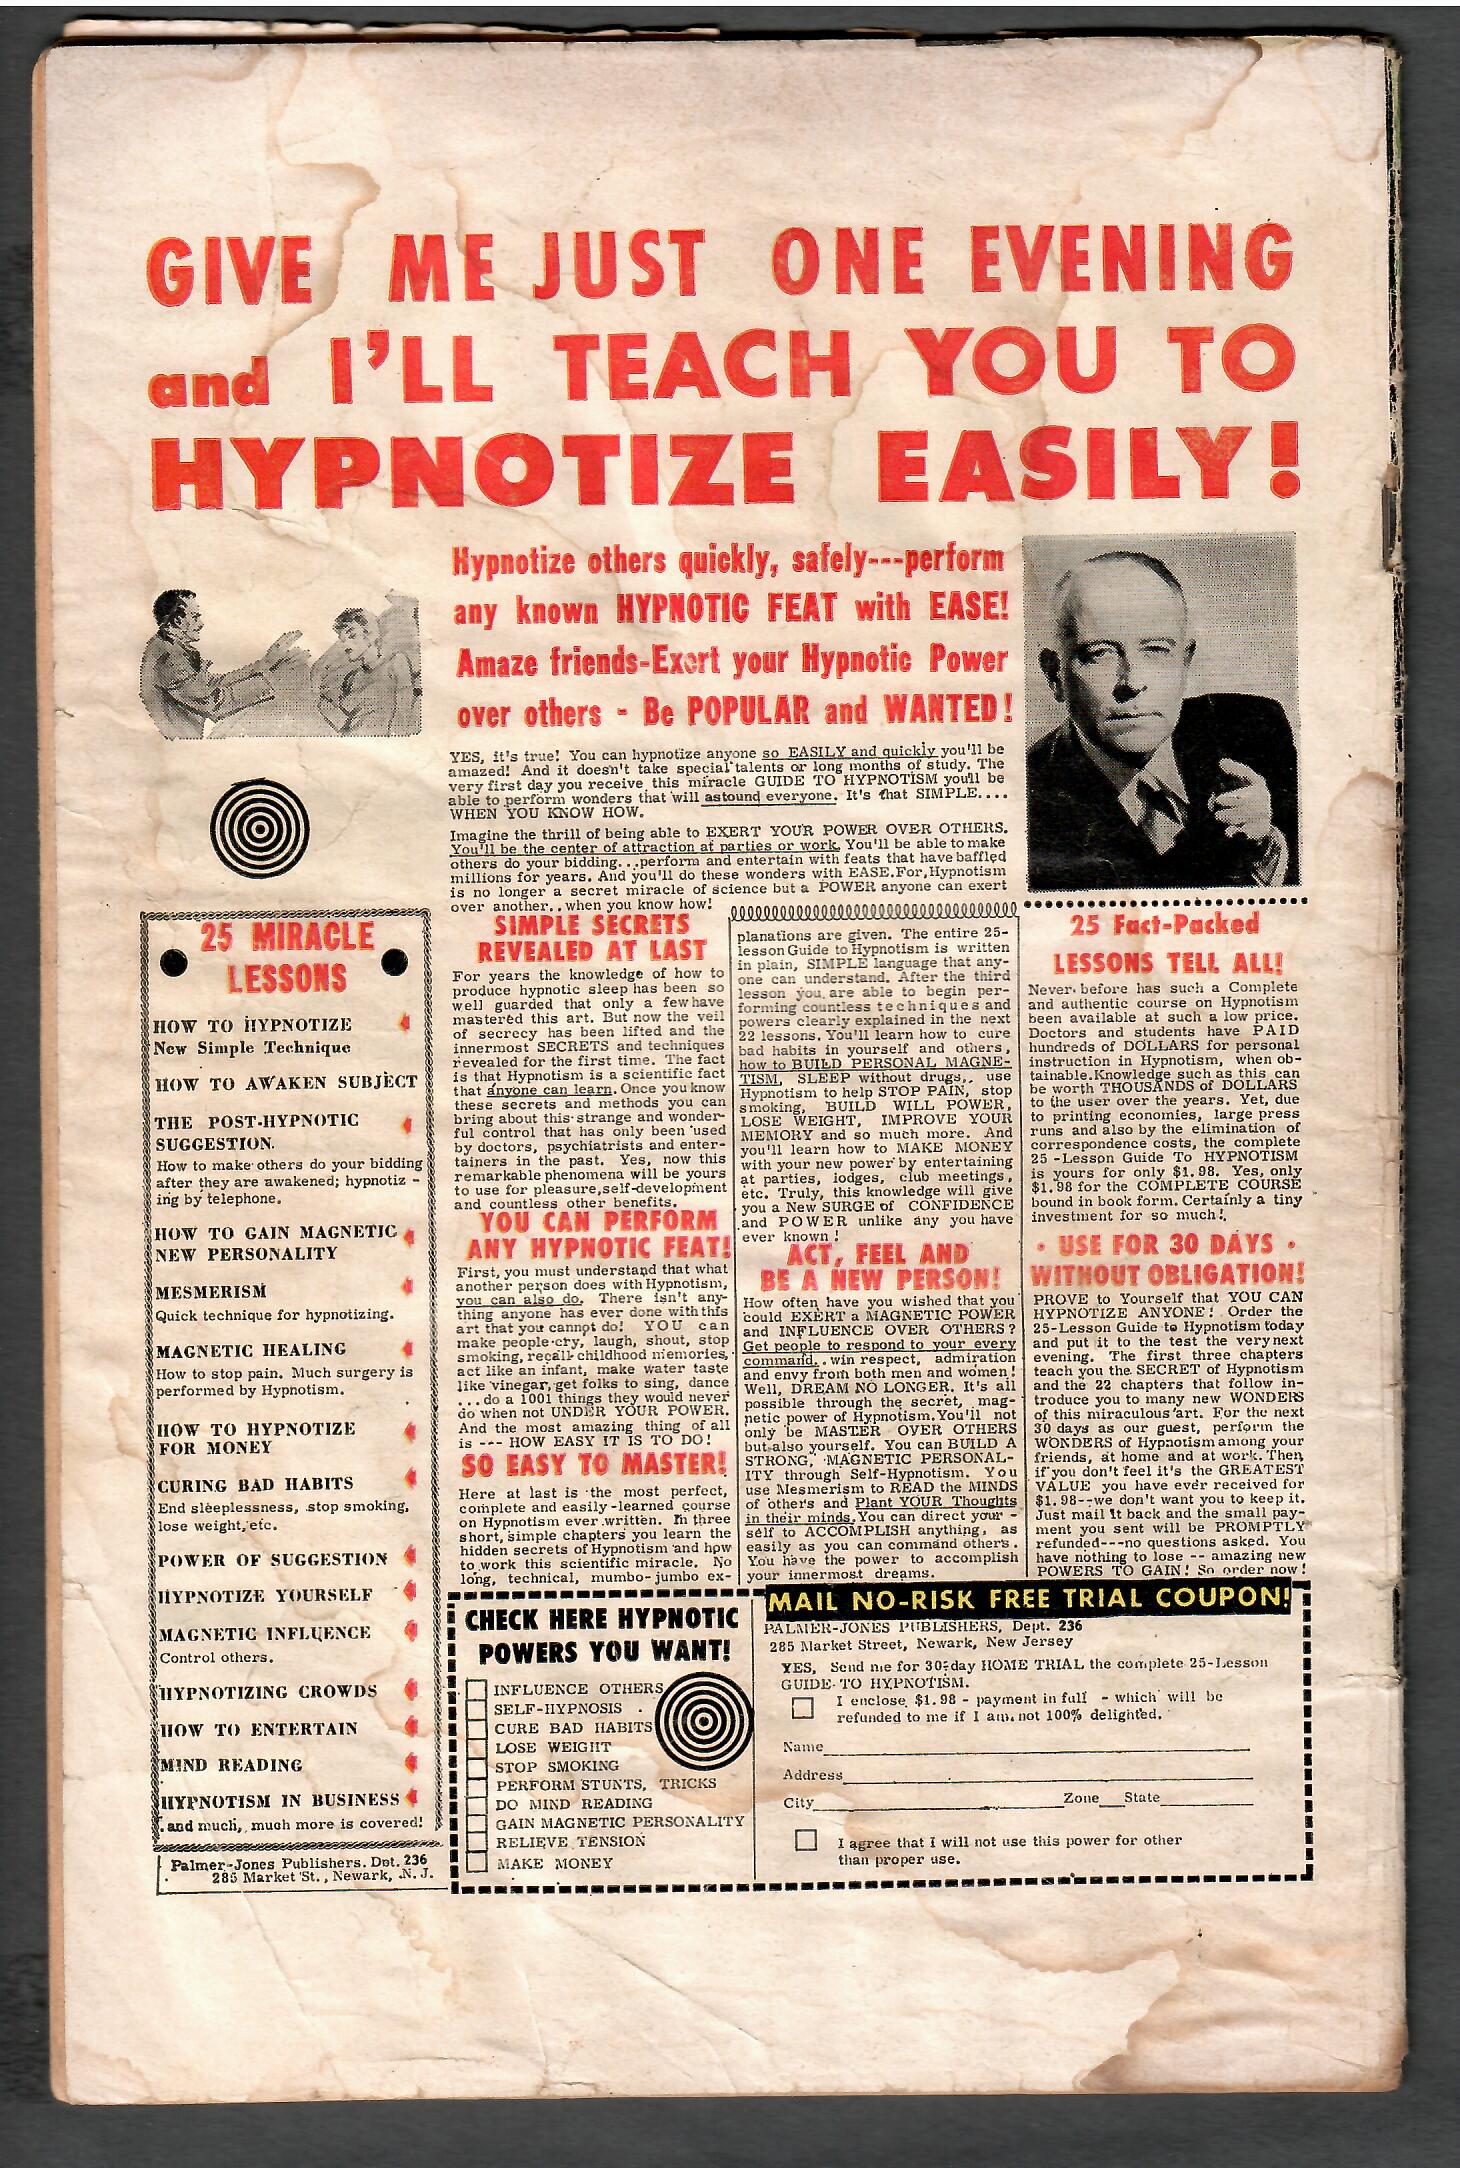 GIVE ME JUST ONE EVENING
and I'LL TEACH YOU TO
HYPNOTIZE EASILY!
Hypnotize others quickly, safely---perform
any known HYPNOTIC FEAT with EASE!
Amaze friends-Exert your Hypnotic Power
over others - Be POPULAR and WANTED!
YES, it's true! You can hypnotize anyone so EASILY and quickly you'll be
amazed! And it doesn't take special talents or long months of study. The
very first day you receive this miracle GUIDE TO HYPNOTISM you'll be
able to perform wonders that will astound everyone. It's that SIMPLE....
WHEN YOU KNOW HOW.
Imagine the thrill of being able to EXERT YOUR POWER OVER OTHERS.
You'll be the center of attraction at parties or work. You'll be able to make
others do your bidding...perform and entertain with feats that have baffled
millions for years. And you'll do these wonders with EASE.For,Hypnotism
is no longer a secret miracle of science but a POWER anyone can exert
over another.. when you know how!
25 MIRACLE
LESSONS
HOW TO HYPNOTIZE
New Simple Technique
HOW TO AWAKEN SUBJECT
THE POST-HYPNOTIC
SUGGESTION.
How to make others do your bidding
after they are awakened; hypnotiz -
ing by telephone.
HOW TO GAIN MAGNETIC
NEW PERSONALITY
MESMERISM
Quick technique for hypnotizing.
MAGNETIC HEALING
How to stop pain. Much surgery is
performed by Hypnotism.
HOW TO HYPNOTIZE
FOR MONEY
CURING BAD HABITS
End sleeplessness, stop smoking,
lose weight, etc.
POWER OF SUGGESTION
HYPNOTIZE YOURSELF
MAGNETIC INFLUENCE
Control others.
HYPNOTIZING CROWDS
HOW TO ENTERTAIN
MIND READING
HYPNOTISM IN BUSINESS
..and much, much more is covered!
Palmer-Jones Publishers. Dpt. 236
285 Market St., Newark, N.J.
SIMPLE SECRETS
REVEALED AT LAST
For years the knowledge of how to
produce hypnotic sleep has been so
well guarded that only a few have
mastered this art. But now the veil
of secrecy has been lifted and the
innermost SECRETS and techniques
revealed for the first time. The fact
is that Hypnotism is a scientific fact
that anyone can learn. Once you know
these secrets and methods you can
bring about this strange and wonder-
ful control that has only been used
by doctors, psychiatrists and enter-
tainers in the past. Yes, now this
remarkable phenomena will be yours
to use for pleasure,self-development
and countless other benefits.
YOU CAN PERFORM
ANY HYPNOTIC FEAT!
First, you must understand that what
another person does with Hypnotism,
you can also do. There isn't any-
thing anyone has ever done with this
art that you cannot do! YOU can
make people cry, laugh, shout, stop
smoking, recall childhood memories,
act like an infant, make water taste
like vinegar, get folks to sing, dance
...do a 1001 things they would never
do when not UNDER YOUR POWER.
And the most amazing thing of all
is --- HOW EASY IT IS TO DO!
SO EASY TO MASTER!
Here at last is the most perfect,
complete and easily-learned course
on Hypnotism ever written. In three
short, simple chapters you learn the
hidden secrets of Hypnotism and how
to work this scientific miracle. No
long, technical, mumbo-jumbo ex-
planations are given. The entire 25-
lesson Guide to Hypnotism is written
in plain, SIMPLE language that any-
one can understand. After the third
lesson you are able to begin per-
forming countless techniques and
powers clearly explained in the next
22 lessons. You'll learn how to cure
bad habits in yourself and others,
how to BUILD PERSONAL MAGNE-
TISM, SLEEP without drugs,. use
Hypnotism to help STOP PAIN, stop
smoking, BUILD WILL POWER,
LOSE WEIGHT, IMPROVE YOUR
MEMORY and so much more. And
you'll learn how to MAKE MONEY
with your new power by entertaining
at parties, lodges, club meetings,
etc. Truly, this knowledge will give
you a New SURGE of CONFIDENCE
and POWER unlike any you have
ever known!
ACT, FEEL AND
BE A NEW PERSON!
How often have you wished that you
could EXERT a MAGNETIC POWER
and INFLUENCE OVER OTHERS?
Get people to respond to your every
command.. win respect, admiration
and envy from both men and women!
Well, DREAM NO LONGER. It's all
possible through the secret, mag-
netic power of Hypnotism.You'll not
only be MASTER OVER OTHERS
but also yourself. You can BUILD A
STRONG, MAGNETIC PERSONAL-
ITY through Self-Hypnotism. You
use Mesmerism to READ the MINDS
of others and Plant YOUR Thoughts
in their minds.You can direct your -
self to ACCOMPLISH anything, as
easily as you can command others.
You have the power to accomplish
your innermost dreams.
25 Fact-Packed
LESSONS TELL ALL!
Never before has such a Complete
and authentic course on Hypnotism
been available at such a low price.
Doctors and students have PAID
hundreds of DOLLARS for personal
instruction in Hypnotism, when ob-
tainable.Knowledge such as this can
be worth THOUSANDS of DOLLARS
to the user over the years. Yet, due
to printing economies, large press
runs and also by the elimination of
correspondence costs, the complete
25 -Lesson Guide To HYPNOTISM
is yours for only $1.98. Yes, only
$1.98 for the COMPLETE COURSE
bound in book form. Certainly a tiny
investment for so much!.
· USE FOR 30 DAYS ·
WITHOUT OBLIGATION!
PROVE to Yourself that YOU CAN
HYPNOTIZE ANYONE! Order the
25-Lesson Guide to Hypnotism today
and put it to the test the very next
evening. The first three chapters
teach you the SECRET of Hypnotism
and the 22 chapters that follow in-
troduce you to many new WONDERS
of this miraculous art. For the next
30 days as our guest, perform the
WONDERS of Hypnotism among your
friends, at home and at work. Then,
if you don't feel it's the GREATEST
VALUE you have ever received for
$1.98--we don't want you to keep it.
Just mail it back and the small pay-
ment you sent will be PROMPTLY
refunded---no questions asked. You
have nothing to lose -- amazing new
POWERS TO GAIN! So order now!
CHECK HERE HYPNOTIC
POWERS YOU WANT!
INFLUENCE OTHERS
SELF-HYPNOSIS
CURE BAD HABITS
LOSE WEIGHT
STOP SMOKING
PERFORM STUNTS, TRICKS
DO MIND READING
GAIN MAGNETIC PERSONALITY
RELIEVE TENSION
MAKE MONEY
MAIL NO-RISK FREE TRIAL COUPON!
PALMER-JONES PUBLISHERS, Dept. 236
285 Market Street, Newark, New Jersey
YES, Send me for 30-day HOME TRIAL the complete 25-Lesson
GUIDE TO HYPNOTISM.
I enclose $1.98 - payment in full - which will be
refunded to me if I am not 100% delighted.
Name
Address
City Zone State
I agree that I will not use this power for other
than proper use.